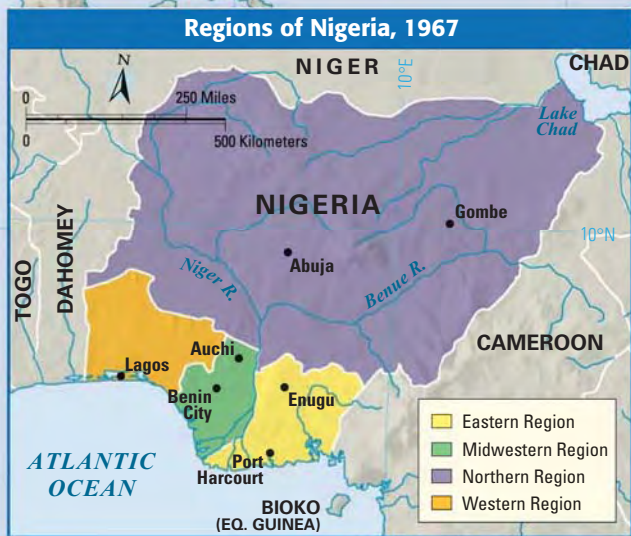 Regions of Nigeria, 1967
NIGER
10°E
CHAD
N
0
250 Miles
0
500 Kilometers
Lake
Chad
NIGERIA
Gombe
10°N
Abuja
Niger R.
Benue R.
TOGO
DAHOMEY
CAMEROON
Auchi
Lagos
Benin
City
Enugu
Port
Harcourt
ATLANTIC
OCEAN
BIOKO
(EQ. GUINEA)
Eastern Region
Midwestern Region
Northern Region
Western Region